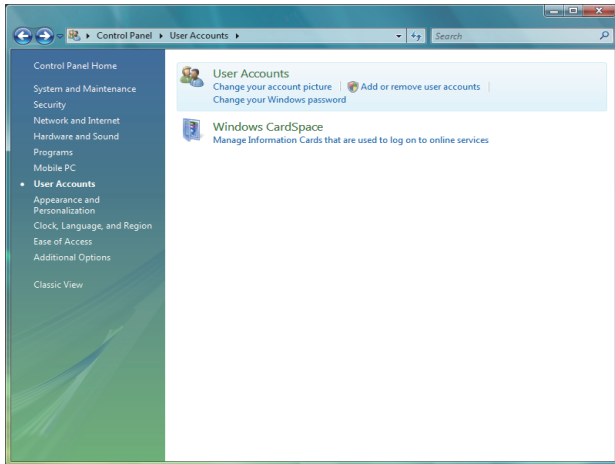 Control Panel
User Accounts
Search
Control Panel Home
System and Maintenance
Security
Network and Internet
Hardware and Sound
Programs
Mobile PC
User Accounts
Appearance and
Personalization
Clock, Language, and Region
Ease of Access
Additional Options
Classic View
User Accounts
Change your account picture
Add or remove user accounts
Change your Windows password
Windows CardSpace
Manage Information Cards that are used to log on to online services